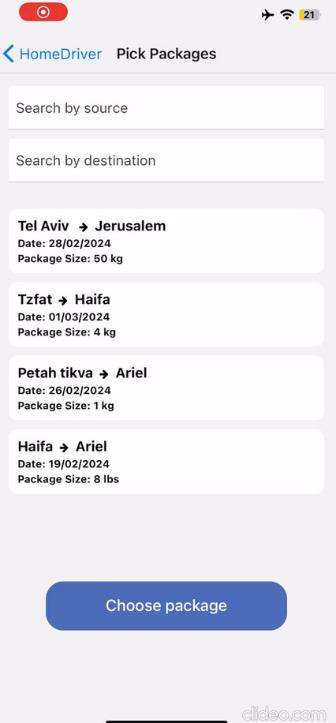 21
HomeDriver Pick Packages
Search by source
Search by destination
Tel Aviv → Jerusalem
Date: 28/02/2024
Package Size: 50 kg
Tzfat → Haifa
Date: 01/03/2024
Package Size: 4 kg
Petah tikva → Ariel
Date: 26/02/2024
Package Size: 1 kg
Haifa → Ariel
Date: 19/02/2024
Package Size: 8 lbs
Choose package
clideo.com